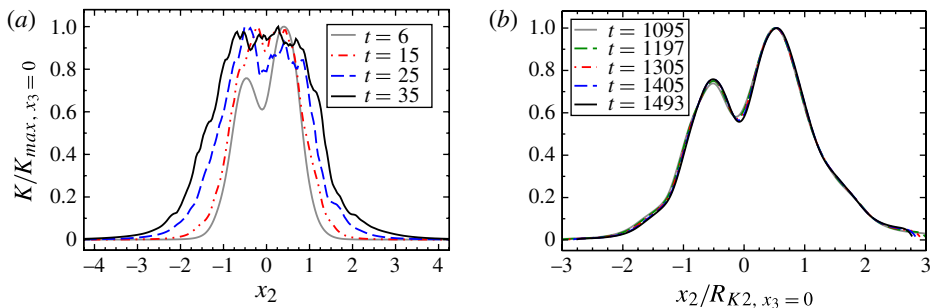 (a)
1.0
0.8
0.6
0.4
0.2
0
K/K_{max, x_3=0}
t = 6
t = 15
t = 25
t = 35
−4 −3 −2 −1 0 1 2 3 4
x_2
(b)
1.0
0.8
0.6
0.4
0.2
0
t = 1095
t = 1197
t = 1305
t = 1405
t = 1493
−3 −2 −1 0 1 2 3
x_2/R_{K2, x_3=0}